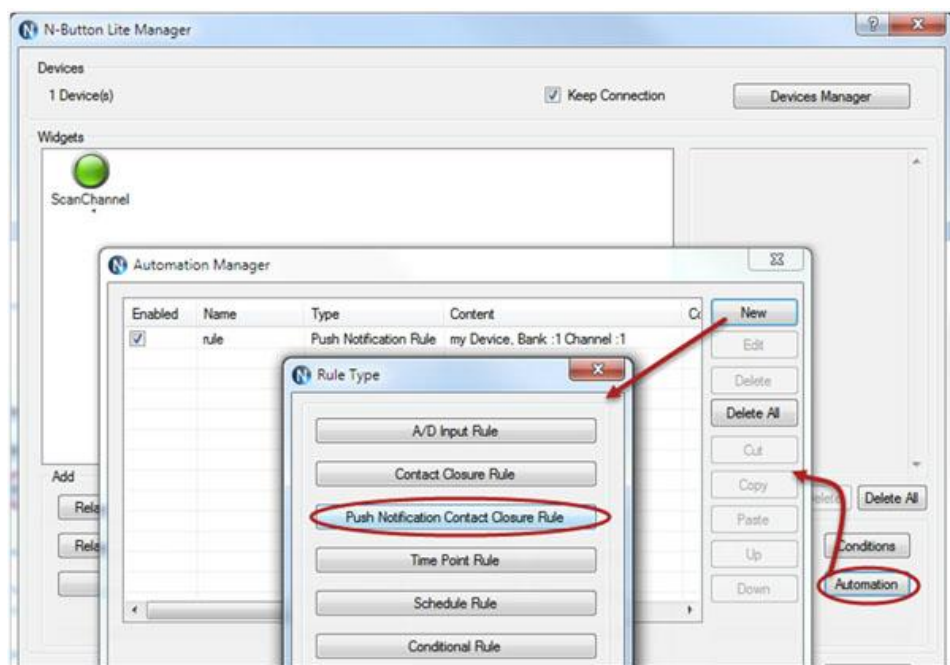 N-Button Lite Manager
Devices
1 Device(s)
Keep Connection
Devices Manager
Widgets
ScanChannel
Automation Manager
Enabled Name Type Content
rule Push Notification Rule my Device, Bank :1 Channel :1
New
Edit
Delete
Delete All
Cut
Copy
Paste
Up
Down
Rule Type
A/D Input Rule
Contact Closure Rule
Push Notification Contact Closure Rule
Time Point Rule
Schedule Rule
Conditional Rule
Add
Delete All
Conditions
Automation